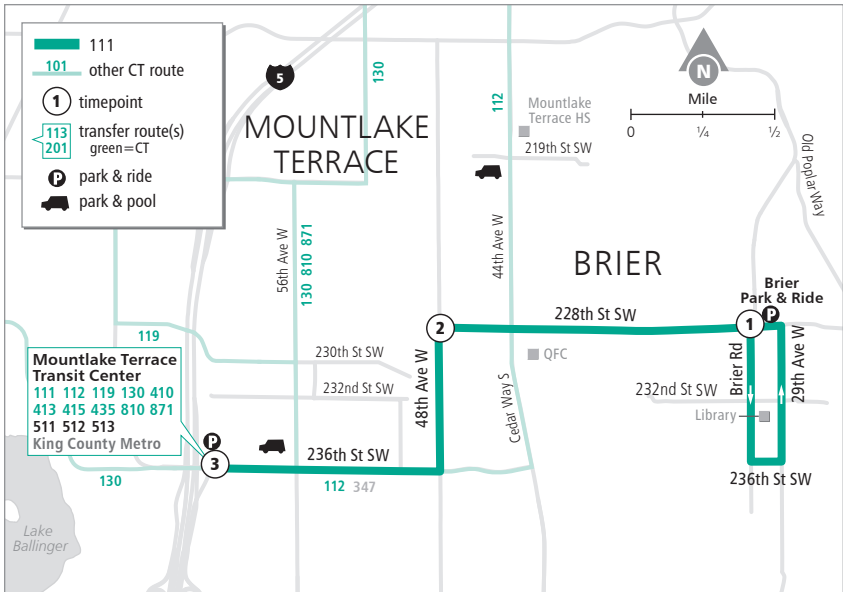 111
101
other CT route
1
timepoint
113
201
transfer route(s)
green=CT
P
park & ride
park & pool
5
130
MOUNTLAKE
TERRACE
112
Mountlake
Terrace HS
219th St SW
N
Mile
0
¼
½
Old Poplar Way
56th Ave W
130 810 871
44th Ave W
BRIER
Brier
Park & Ride
P
1
2
228th St SW
119
230th St SW
QFC
48th Ave W
Brier Rd
29th Ave W
232nd St SW
232nd St SW
Library
Cedar Way S
Mountlake Terrace
Transit Center
111 112 119 130 410
413 415 435 810 871
511 512 513
King County Metro
P
3
236th St SW
130
112 347
236th St SW
Lake
Ballinger